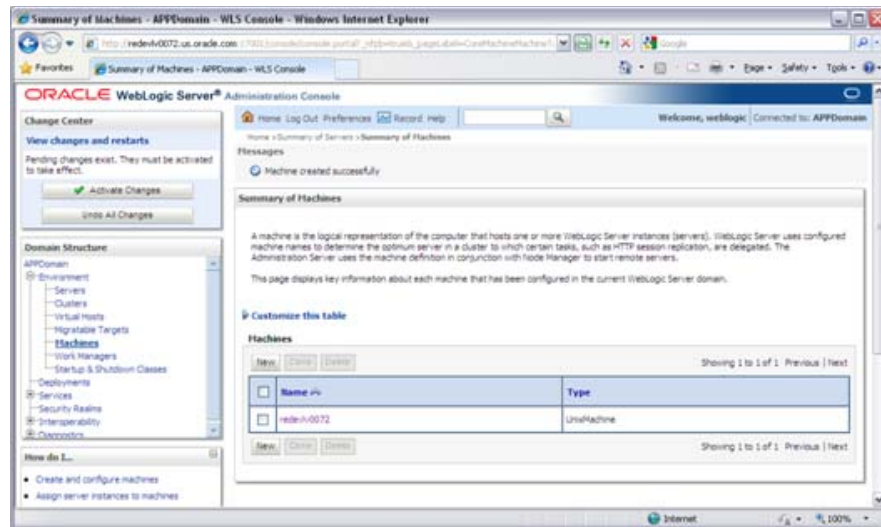 Summary of Machines - APPDomain - WLS Console - Windows Internet Explorer
Google
Favorites Summary of Machines - APPDomain - WLS Console Page Safety Tools
ORACLE WebLogic Server® Administration Console
Change Center
View changes and restarts
Pending changes exist. They must be activated
to take effect.
Activate Changes
Undo All Changes
Domain Structure
APPDomain
Environment
Servers
Clusters
Virtual Hosts
Migratable Targets
Machines
Work Managers
Startup & Shutdown Classes
Deployments
Services
Security Realms
Interoperability
Diagnostics
How do I...
Create and configure machines
Assign server instances to machines
Home Log Out Preferences Record Help
Welcome, weblogic Connected to: APPDomain
Home >Summary of Servers >Summary of Machines
Messages
Machine created successfully
Summary of Machines
A machine is the logical representation of the computer that hosts one or more WebLogic Server instances (servers). WebLogic Server uses configured
machine names to determine the optimum server in a cluster to which certain tasks, such as HTTP session replication, are delegated. The
Administration Server uses the machine definition in conjunction with Node Manager to start remote servers.
This page displays key information about each machine that has been configured in the current WebLogic Server domain.
Customize this table
Machines
New Clone Delete Showing 1 to 1 of 1 Previous | Next
Name Type
redevlv0072 UnixMachine
New Clone Delete Showing 1 to 1 of 1 Previous | Next
Internet 100%